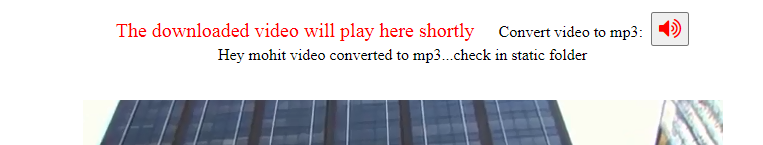 The downloaded video will play here shortly Convert video to mp3:
Hey mohit video converted to mp3...check in static folder